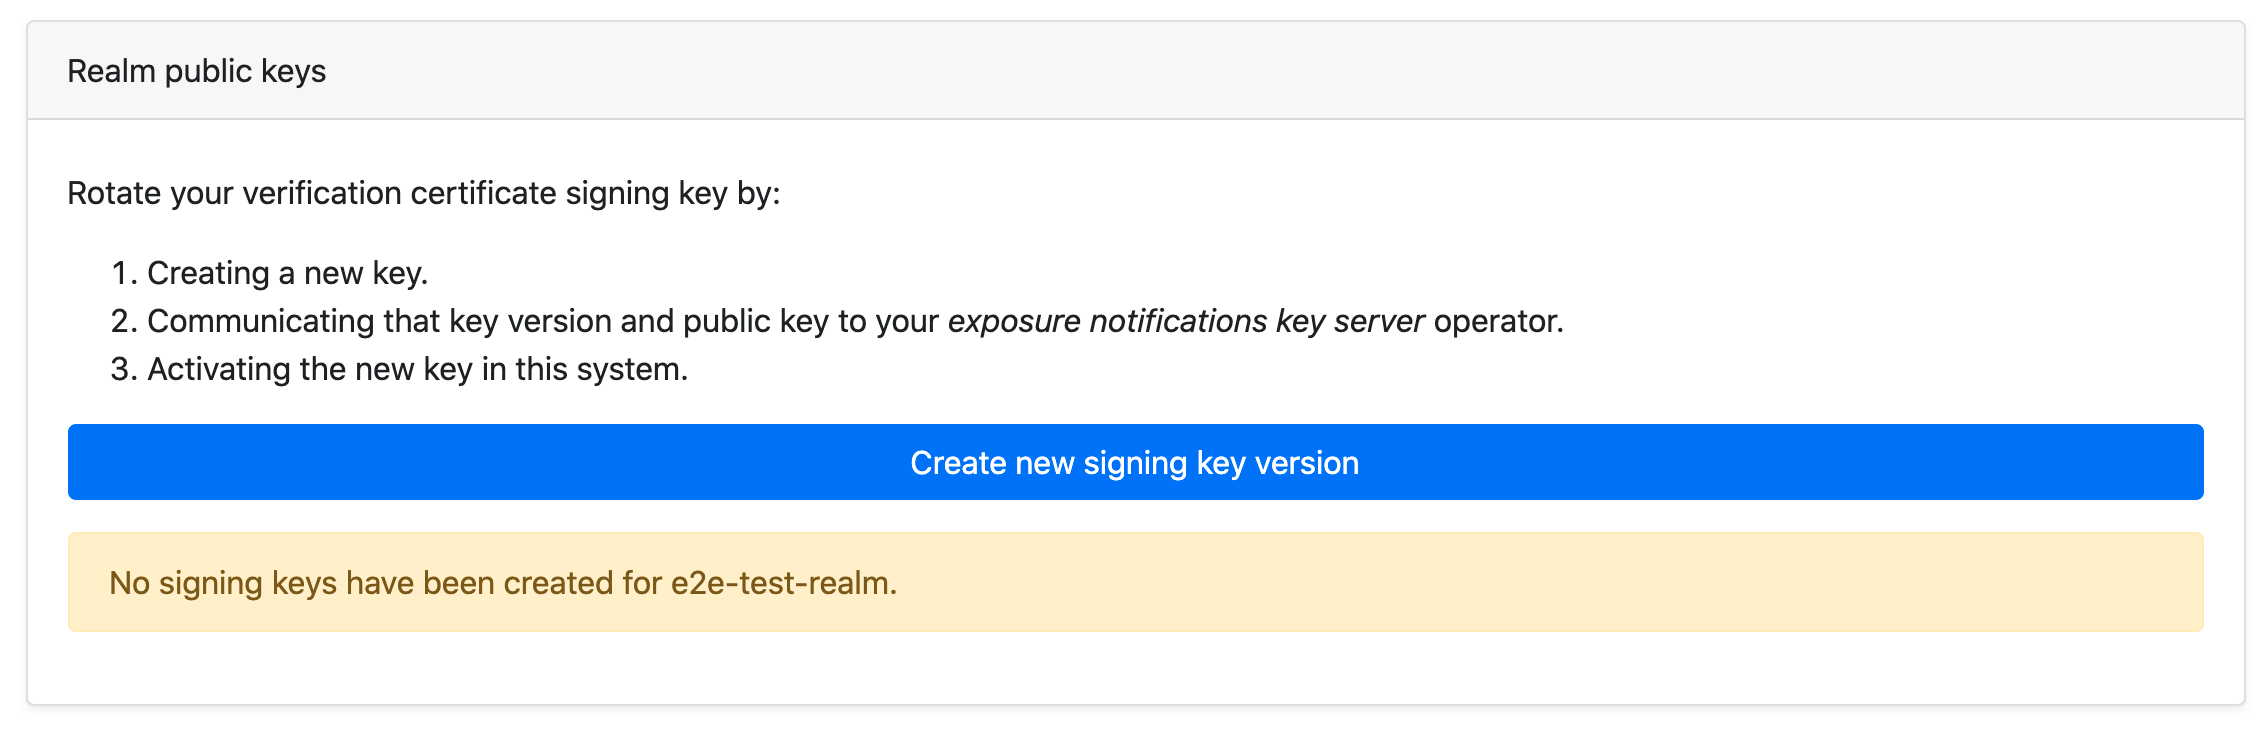 Realm public keys
Rotate your verification certificate signing key by:
1. Creating a new key.
2. Communicating that key version and public key to your exposure notifications key server operator.
3. Activating the new key in this system.
Create new signing key version
No signing keys have been created for e2e-test-realm.